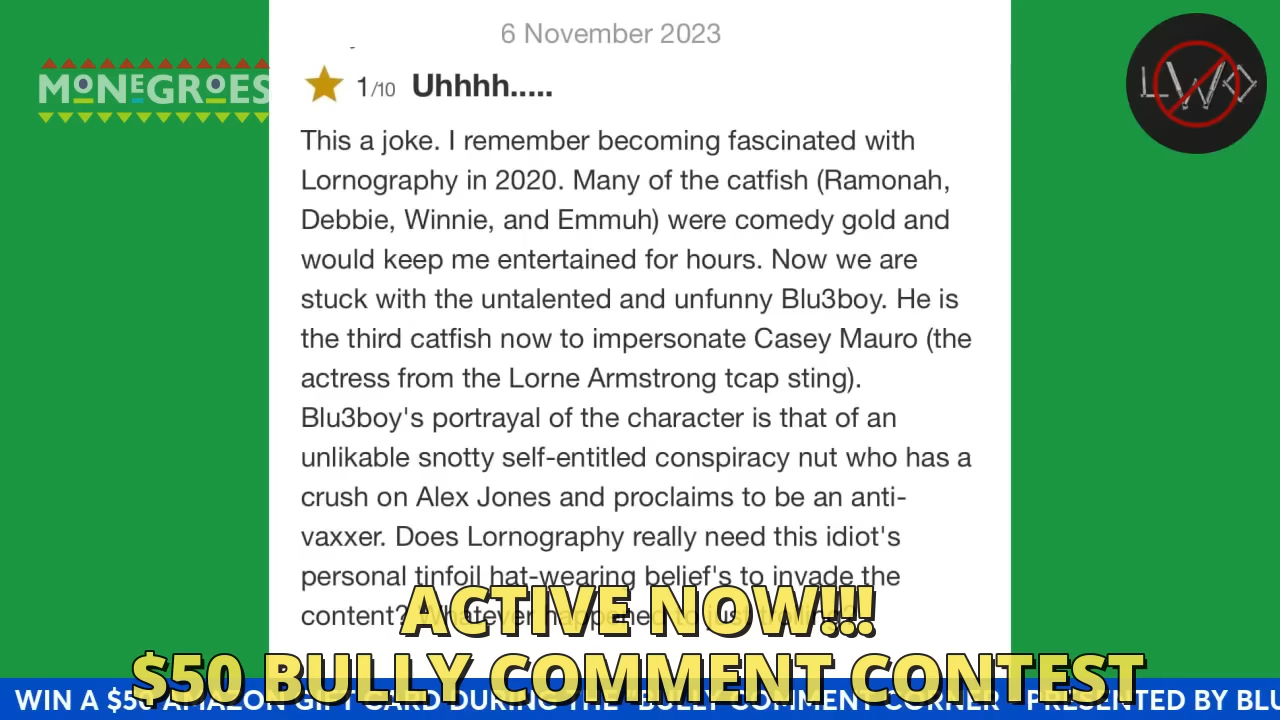 6 November 2023
MONEGROES
LWO
1/10 Uhhhh.....
This a joke. I remember becoming fascinated with
Lornography in 2020. Many of the catfish (Ramonah,
Debbie, Winnie, and Emmuh) were comedy gold and
would keep me entertained for hours. Now we are
stuck with the untalented and unfunny Blu3boy. He is
the third catfish now to impersonate Casey Mauro (the
actress from the Lorne Armstrong tcap sting).
Blu3boy's portrayal of the character is that of an
unlikable snotty self-entitled conspiracy nut who has a
crush on Alex Jones and proclaims to be an anti-
vaxxer. Does Lornography really need this idiot's
personal tinfoil hat-wearing belief's to invade the
content? Whatever happened to just
ACTIVE NOW!!!
$50 BULLY COMMENT CONTEST
WIN A $50 AMAZON GIFT CARD DURING THE "BULLY COMMENT CORNER" PRESENTED BY BLU